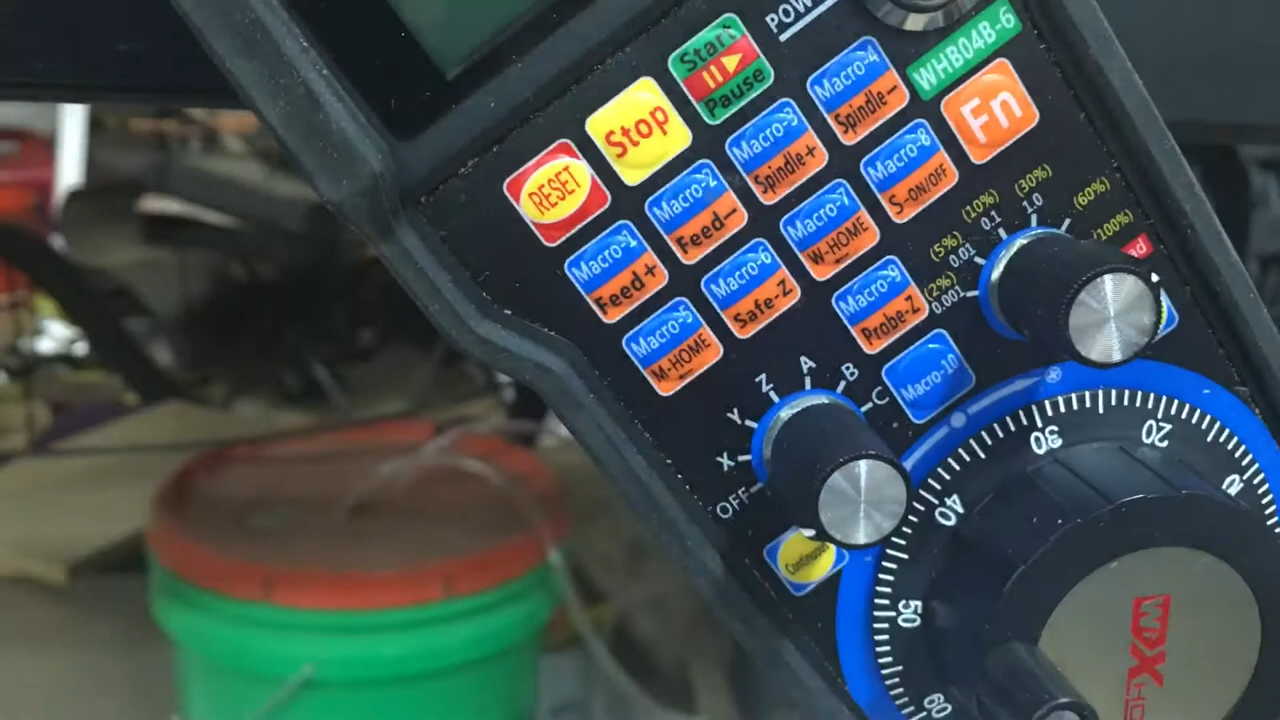 POW
WHB04B-6
Start
Pause
Stop
RESET
Macro-4
Spindle−
Fn
Macro-3
Spindle+
Macro-2
Feed−
Macro-1
Feed+
Macro-8
S-ON/OFF
Macro-7
W-HOME
Macro-6
Safe-Z
Macro-5
M-HOME
Macro-9
Probe-Z
Macro-10
(2%)
0.001
(5%)
0.01
(10%)
0.1
(30%)
1.0
(60%)
(100%)
OFF
X
Y
Z
A
B
C
Continuous
20
30
40
50
60
WIXHC